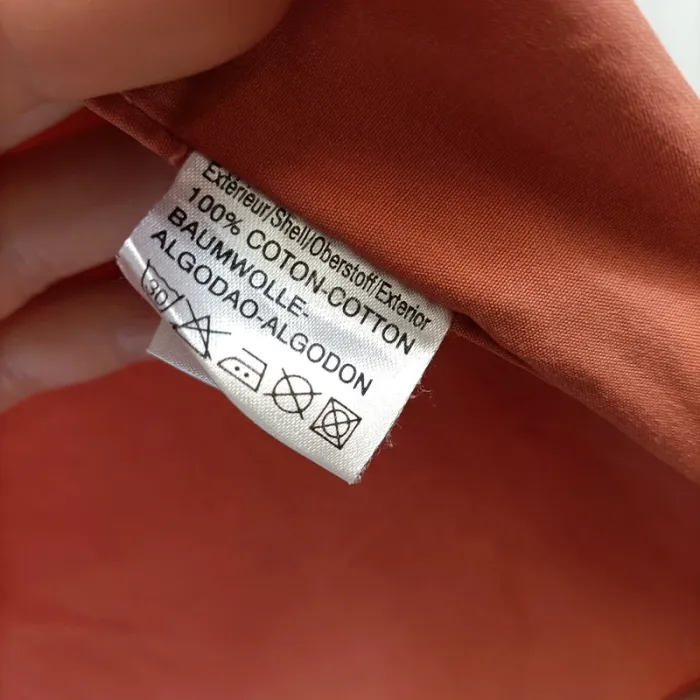 Extérieur/Shell/Oberstoff/Exterior
100% COTON-COTTON
BAUMWOLLE-
ALGODAO-ALGODON
30